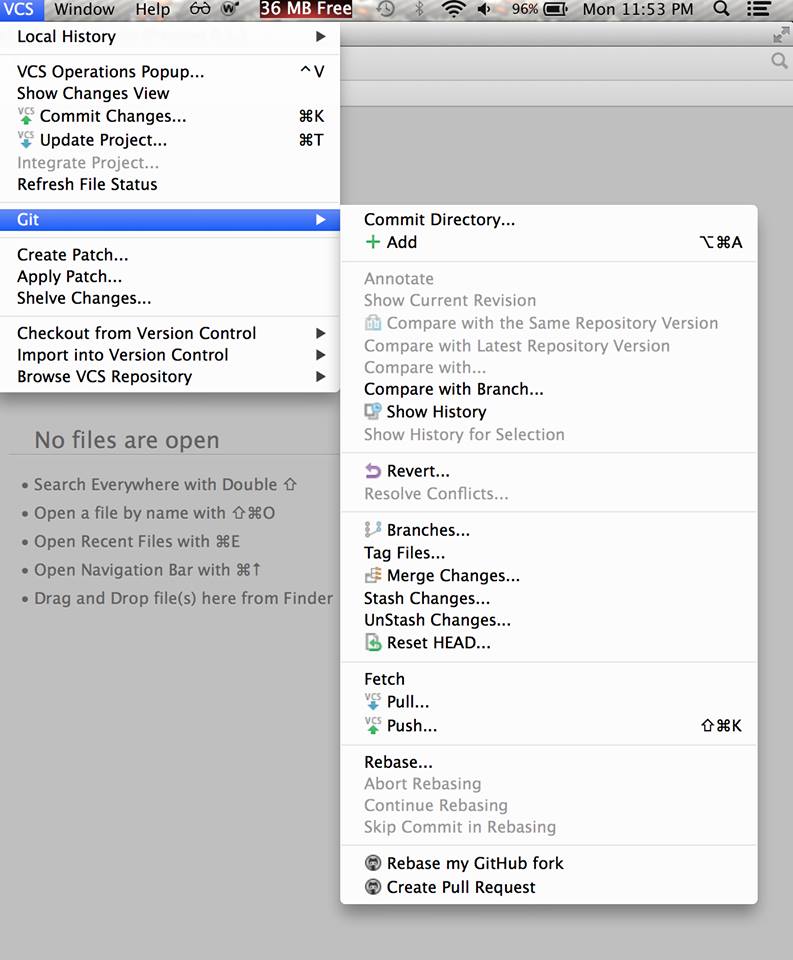 VCS Window Help 36 MB Free 96% Mon 11:53 PM
Local History
VCS Operations Popup... ^V
Show Changes View
VCS Commit Changes... ⌘K
VCS Update Project... ⌘T
Integrate Project...
Refresh File Status
Git
Create Patch...
Apply Patch...
Shelve Changes...
Checkout from Version Control
Import into Version Control
Browse VCS Repository
Commit Directory...
Add ⌥⌘A
Annotate
Show Current Revision
Compare with the Same Repository Version
Compare with Latest Repository Version
Compare with...
Compare with Branch...
Show History
Show History for Selection
Revert...
Resolve Conflicts...
Branches...
Tag Files...
Merge Changes...
Stash Changes...
UnStash Changes...
Reset HEAD...
Fetch
VCS Pull...
VCS Push... ⇧⌘K
Rebase...
Abort Rebasing
Continue Rebasing
Skip Commit in Rebasing
Rebase my GitHub fork
Create Pull Request
No files are open
• Search Everywhere with Double ⇧
• Open a file by name with ⇧⌘O
• Open Recent Files with ⌘E
• Open Navigation Bar with ⌘↑
• Drag and Drop file(s) here from Finder